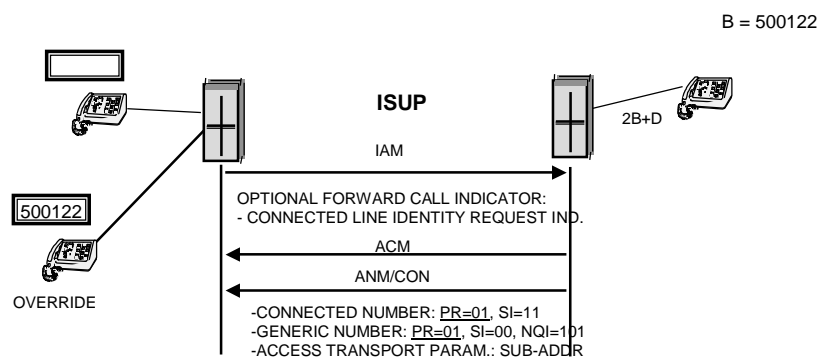 B = 500122
ISUP
2B+D
IAM
OPTIONAL FORWARD CALL INDICATOR:
- CONNECTED LINE IDENTITY REQUEST IND.
500122
ACM
ANM/CON
OVERRIDE
-CONNECTED NUMBER: PR=01, SI=11
-GENERIC NUMBER: PR=01, SI=00, NQI=101
-ACCESS TRANSPORT PARAM.: SUB-ADDR